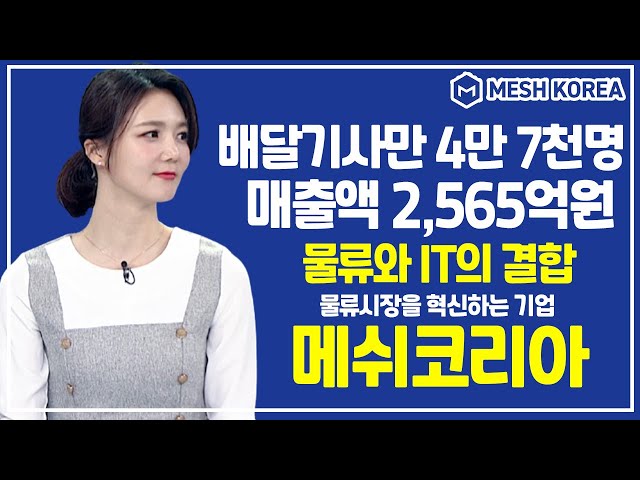 MESH KOREA
배달기사만 4만 7천명
매출액 2,565억원
물류와 IT의 결합
물류시장을 혁신하는 기업
메쉬코리아